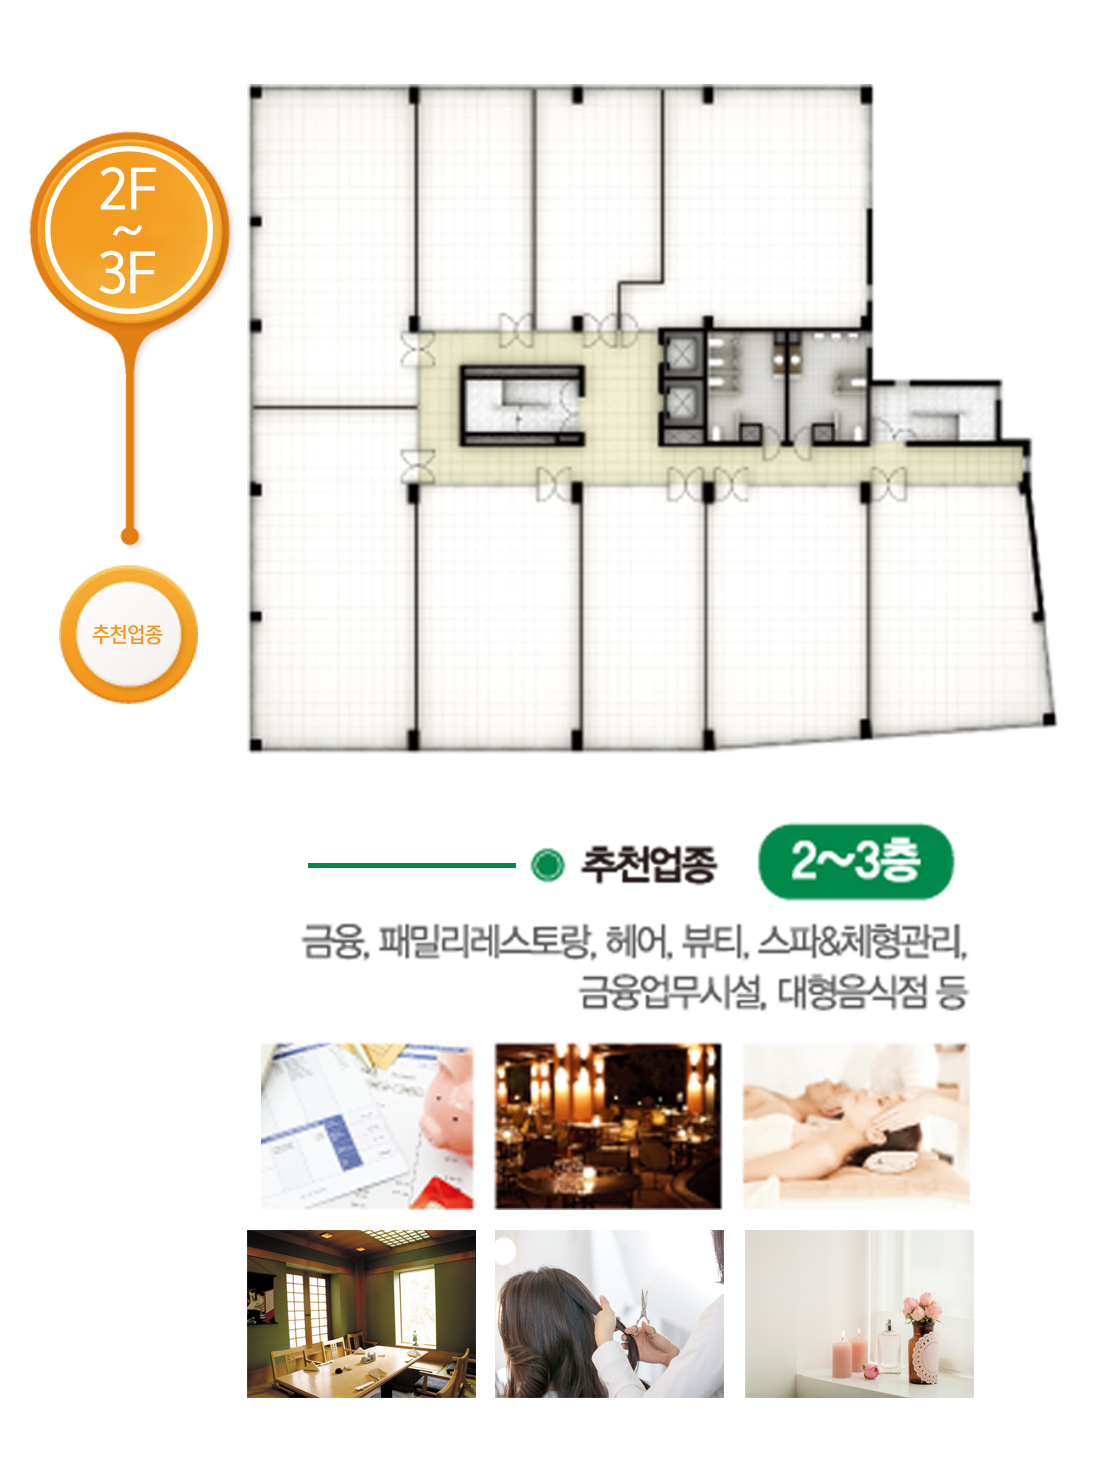 2F
~
3F
추천업종
추천업종 2~3층
금융, 패밀리레스토랑, 헤어, 뷰티, 스파&체형관리,
금융업무시설, 대형음식점 등